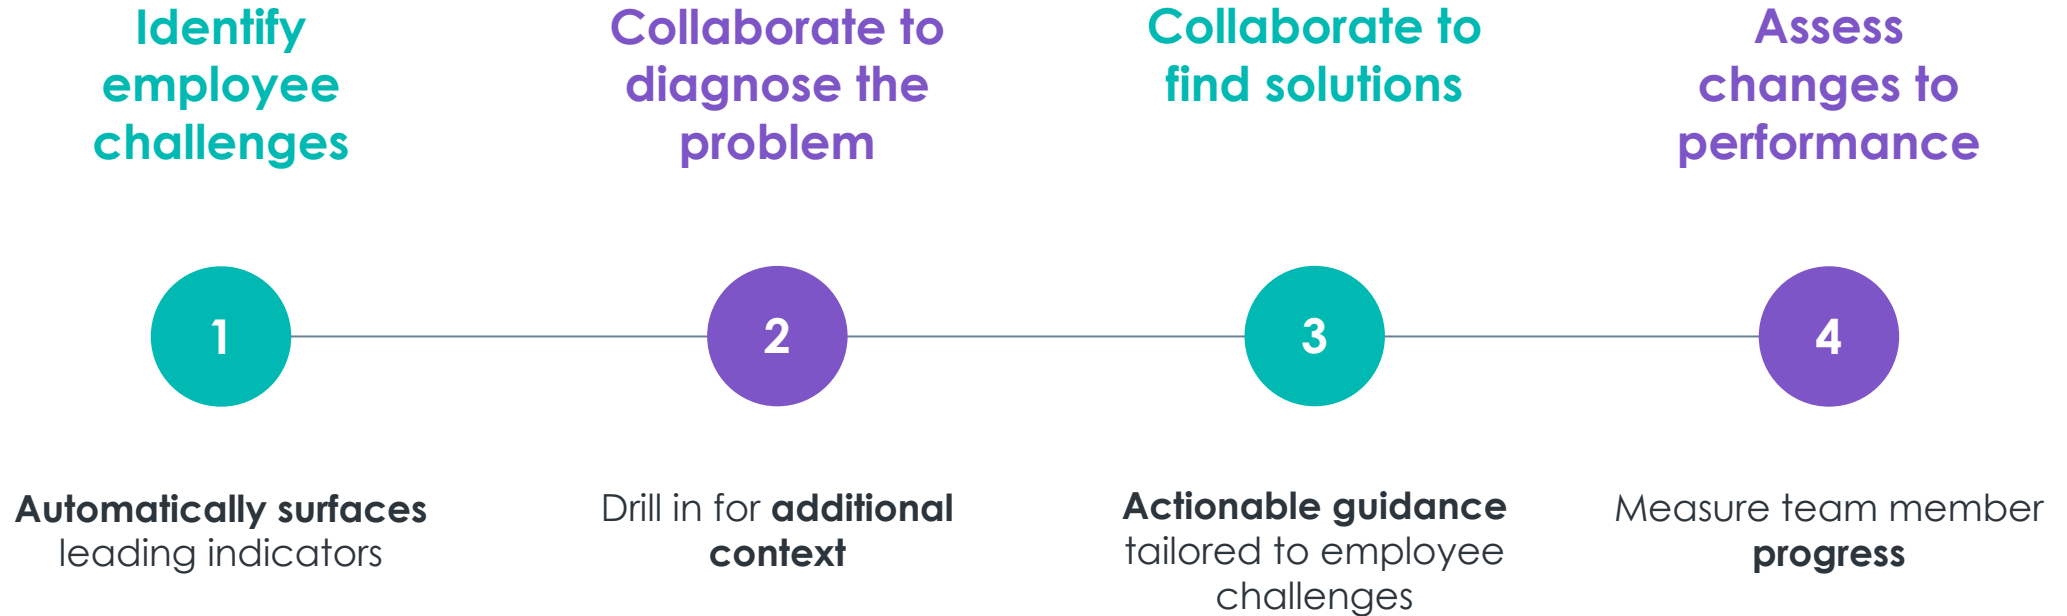 Identify
employee
challenges
Collaborate to
diagnose the
problem
Collaborate to
find solutions
Assess
changes to
performance
1
2
3
4
Automatically surfaces
leading indicators
Drill in for additional
context
Actionable guidance
tailored to employee
challenges
Measure team member
progress